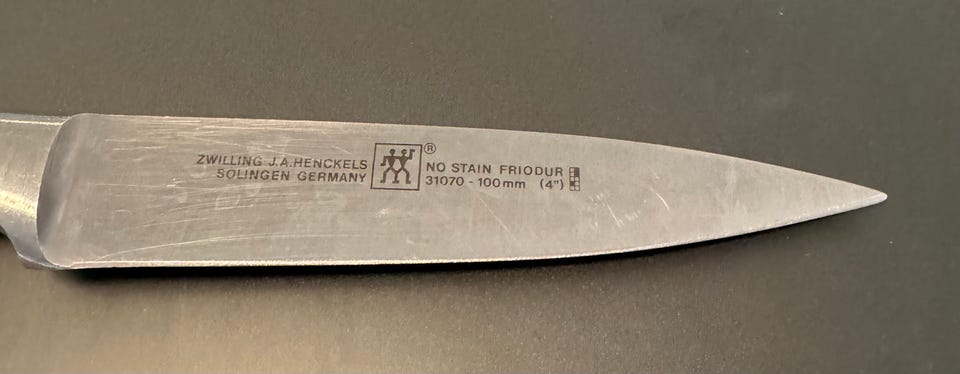 ZWILLING J.A.HENCKELS
SOLINGEN GERMANY
®
NO STAIN FRIODUR
31070 - 100mm (4")